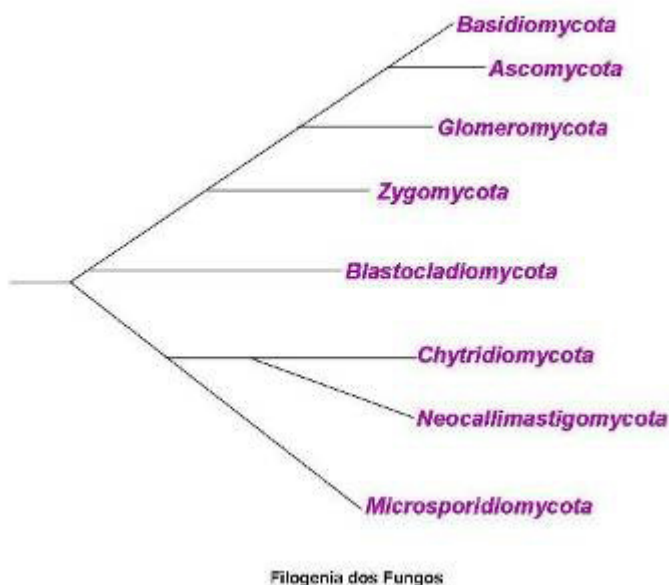 Basidiomycota
Ascomycota
Glomeromycota
Zygomycota
Blastocladiomycota
Chytridiomycota
Neocallimastigomycota
Microsporidiomycota
Filogenia dos Fungos